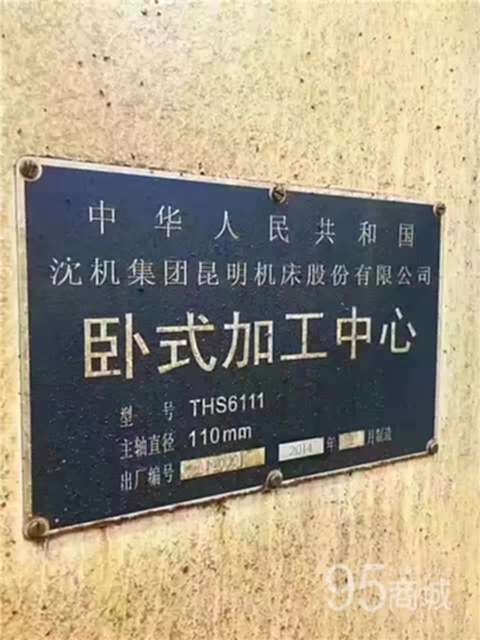 中华人民共和国
沈机集团昆明机床股份有限公司
卧式加工中心
型 号 THS6111
主轴直径 110mm
出厂编号 2014 年 月制造
95商城